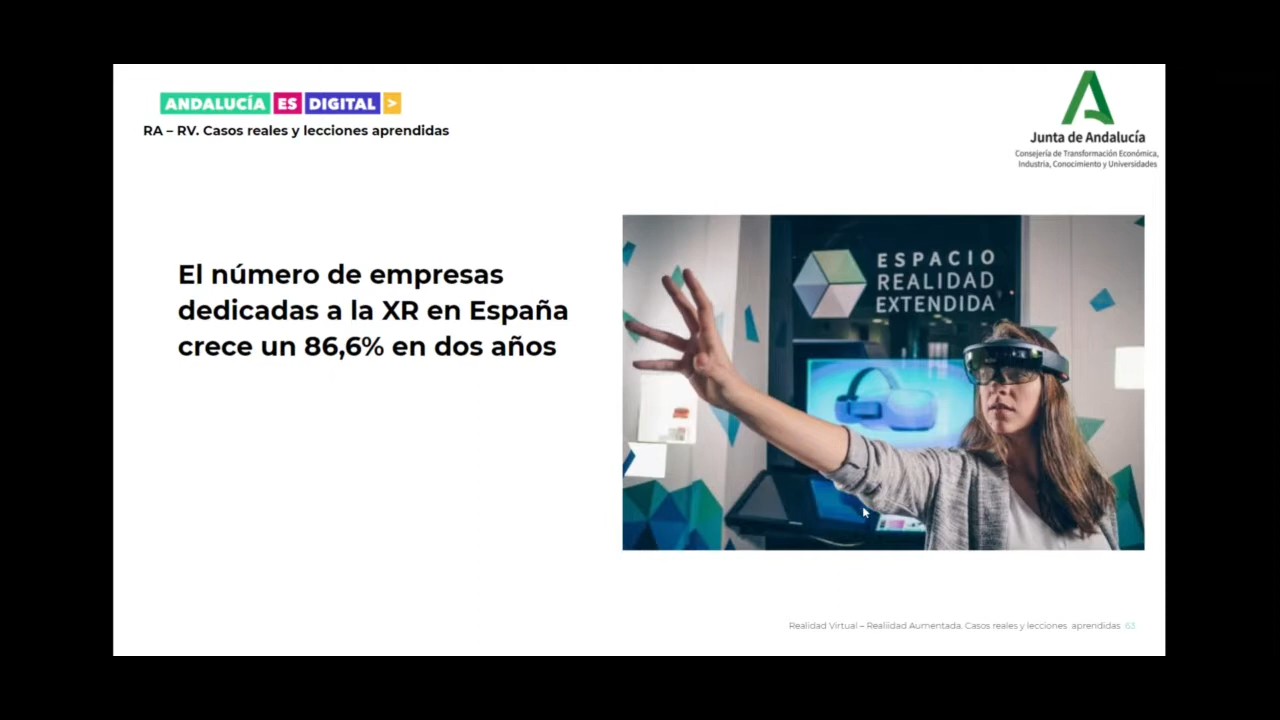 ANDALUCÍA ES DIGITAL >
RA – RV. Casos reales y lecciones aprendidas
Junta de Andalucía
Consejería de Transformación Económica,
Industria, Conocimiento y Universidades
El número de empresas
dedicadas a la XR en España
crece un 86,6% en dos años
ESPACIO
REALIDAD
EXTENDIDA
Realidad Virtual – Realiidad Aumentada. Casos reales y lecciones aprendidas 63